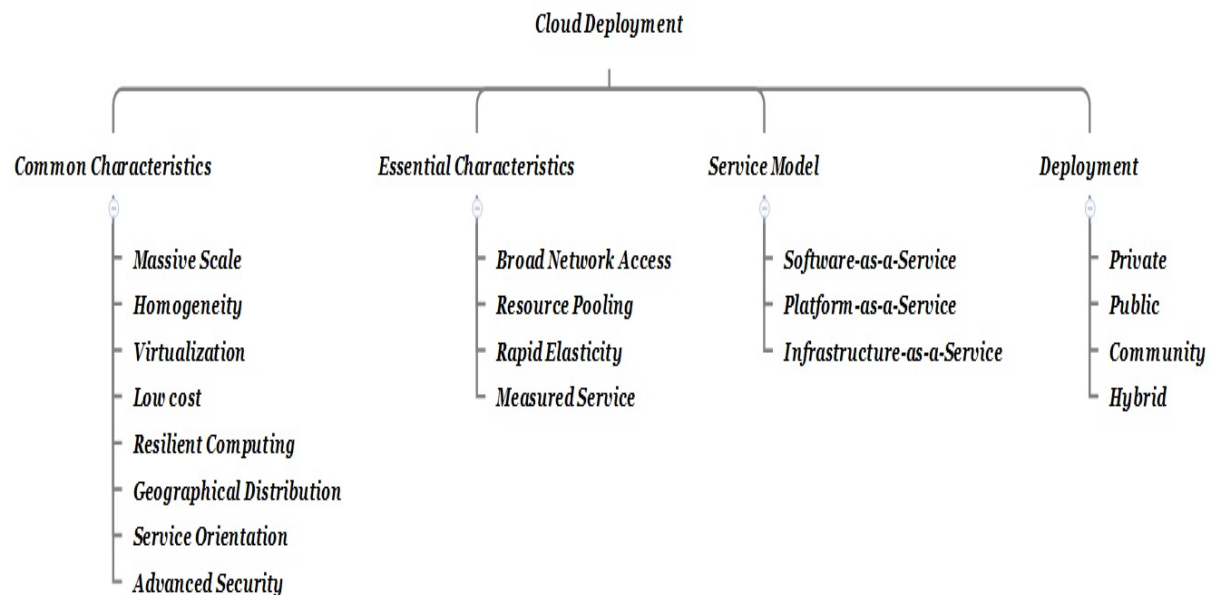 Cloud Deployment
Common Characteristics
Massive Scale
Homogeneity
Virtualization
Low cost
Resilient Computing
Geographical Distribution
Service Orientation
Advanced Security
Essential Characteristics
Broad Network Access
Resource Pooling
Rapid Elasticity
Measured Service
Service Model
Software-as-a-Service
Platform-as-a-Service
Infrastructure-as-a-Service
Deployment
Private
Public
Community
Hybrid